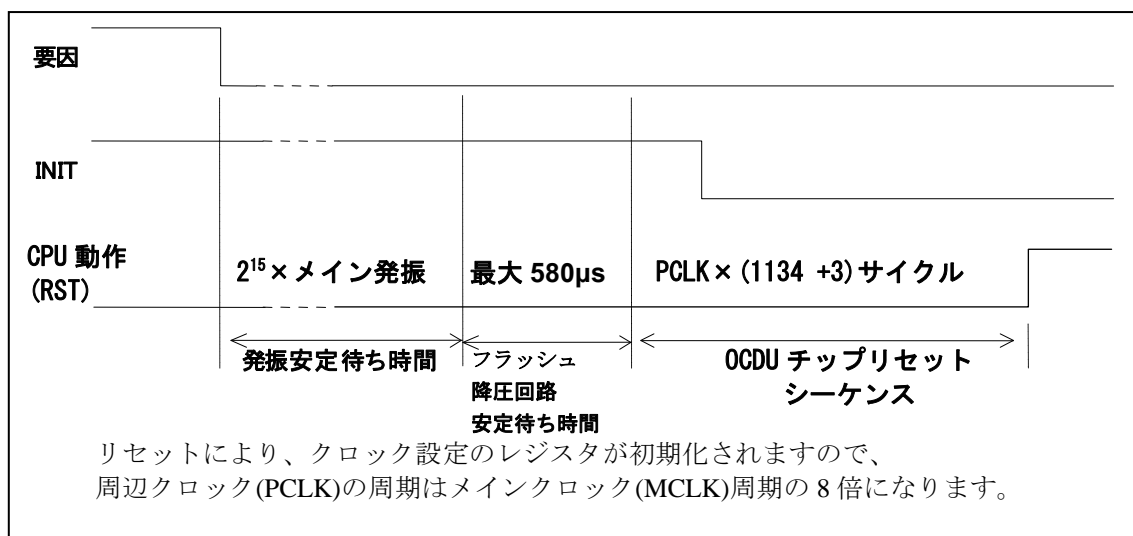 要因
INIT
CPU 動作
(RST)
2¹⁵×メイン発振
最大 580μs
PCLK×(1134 +3)サイクル
発振安定待ち時間
フラッシュ
降圧回路
安定待ち時間
OCDU チップリセット
シーケンス
リセットにより、クロック設定のレジスタが初期化されますので、
周辺クロック(PCLK)の周期はメインクロック(MCLK)周期の 8 倍になります。